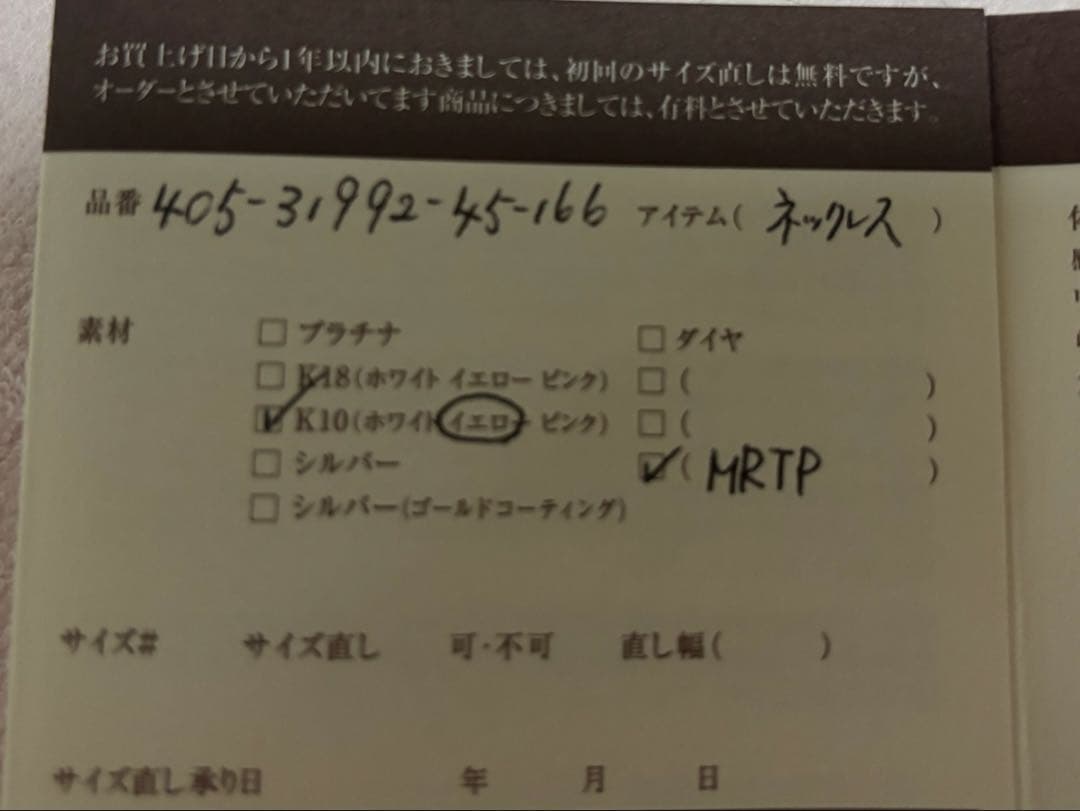 お買上げ日から1年以内におきましては、初回のサイズ直しは無料ですが、
オーダーとさせていただいてます商品につきましては、有料とさせていただきます。
品番 405-31992-45-166 アイテム( ネックレス )
素材 □ プラチナ □ ダイヤ
□ K18(ホワイト イエロー ピンク) □ ( )
☑ K10(ホワイト イエロー ピンク) □ ( )
□ シルバー ☑ ( MRTP )
□ シルバー(ゴールドコーティング)
サイズ# サイズ直し 可・不可 直し幅( )
サイズ直し承り日 年 月 日